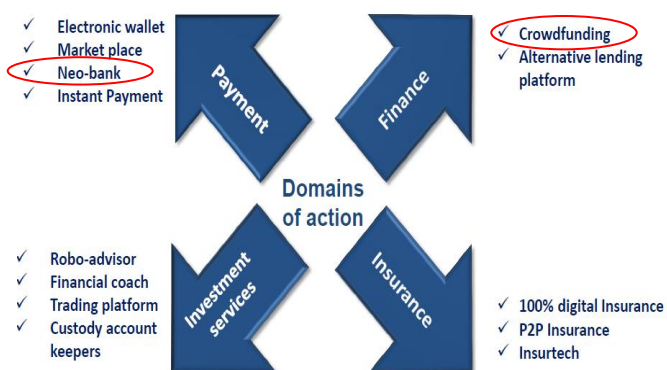 Electronic wallet
Market place
Neo-bank
Instant Payment
Payment
Finance
Crowdfunding
Alternative lending
platform
Domains
of action
Robo-advisor
Financial coach
Trading platform
Custody account
keepers
Investment
services
Insurance
100% digital Insurance
P2P Insurance
Insurtech